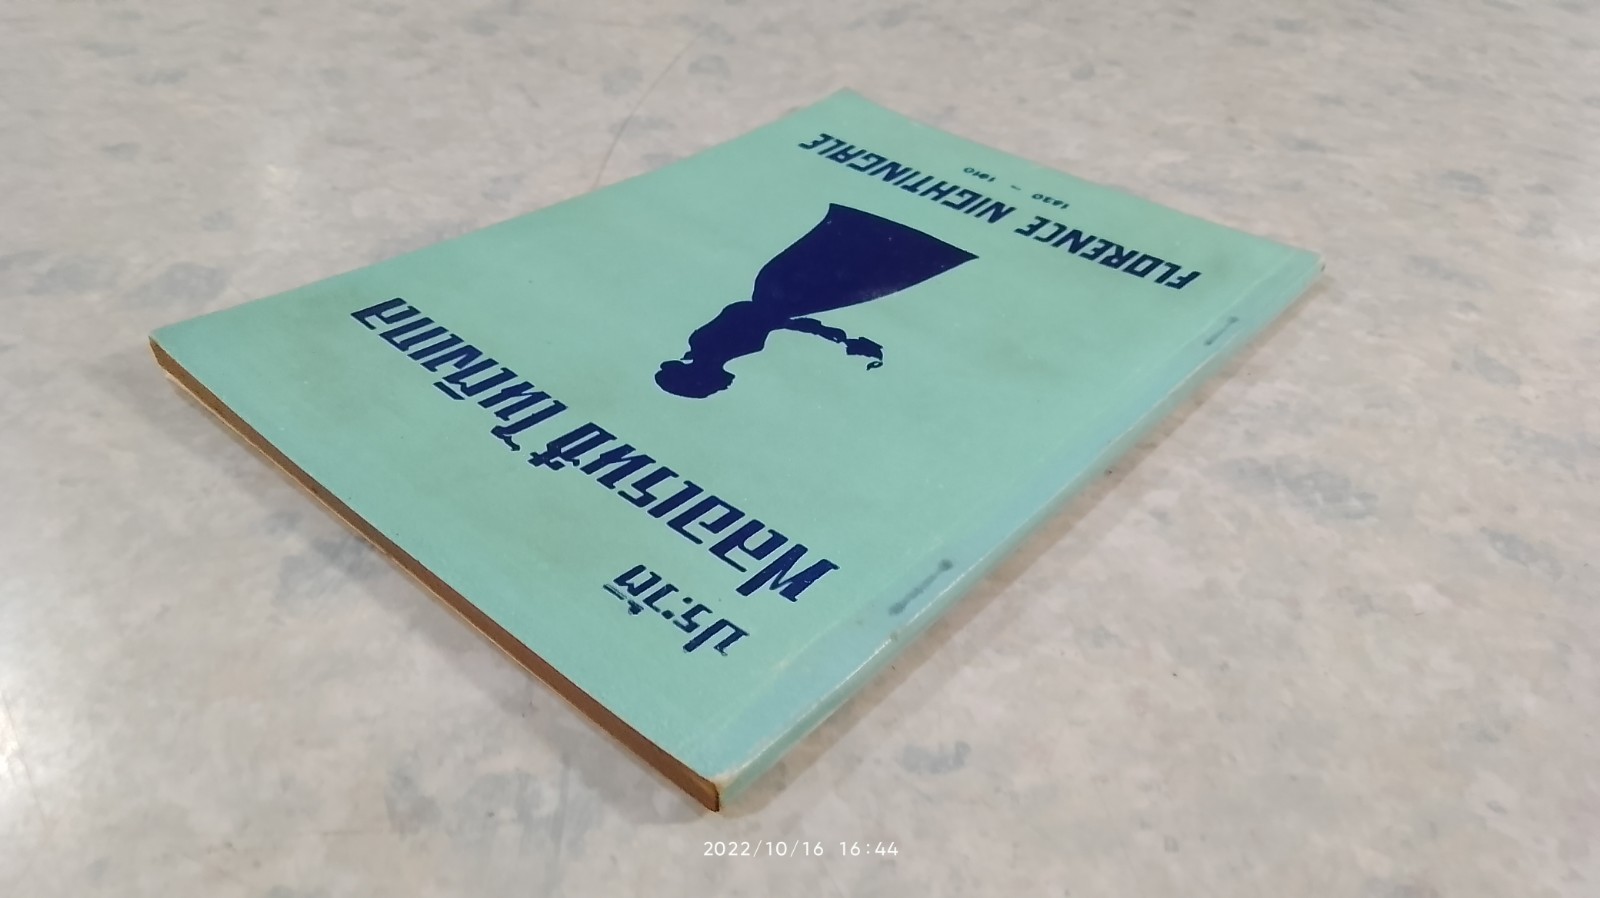 ประวัติ
ฟลอเรนซ์ ไนติงเกล
FLORENCE NIGHTINGALE
1820 – 1910
2022/10/16 16:44